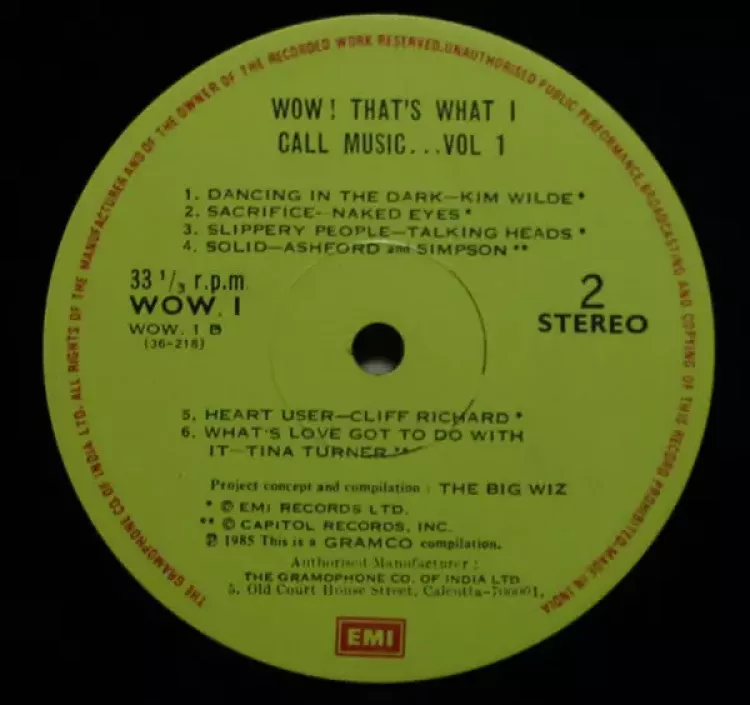 THE GRAMOPHONE CO. OF INDIA LTD. ALL RIGHTS OF THE MANUFACTURER AND OF THE OWNER OF THE RECORDED WORK RESERVED. UNAUTHORISED PUBLIC PERFORMANCE, BROADCASTING AND COPYING OF THIS RECORD PROHIBITED. MADE IN INDIA
WOW! THAT'S WHAT I
CALL MUSIC...VOL 1
1. DANCING IN THE DARK—KIM WILDE*
2. SACRIFICE--NAKED EYES*
3. SLIPPERY PEOPLE—TALKING HEADS*
4. SOLID—ASHFORD and SIMPSON**
33 1/3 r.p.m.
WOW. 1
WOW. 1 B
(36-218)
2
STEREO
5. HEART USER—CLIFF RICHARD*
6. WHAT'S LOVE GOT TO DO WITH
IT—TINA TURNER**
Project concept and compilation : THE BIG WIZ
* © EMI RECORDS LTD.
** © CAPITOL RECORDS, INC.
℗ 1985 This is a GRAMCO compilation.
Authorised Manufacturer :
THE GRAMOPHONE CO. OF INDIA LTD
5, Old Court House Street, Calcutta-700001.
EMI